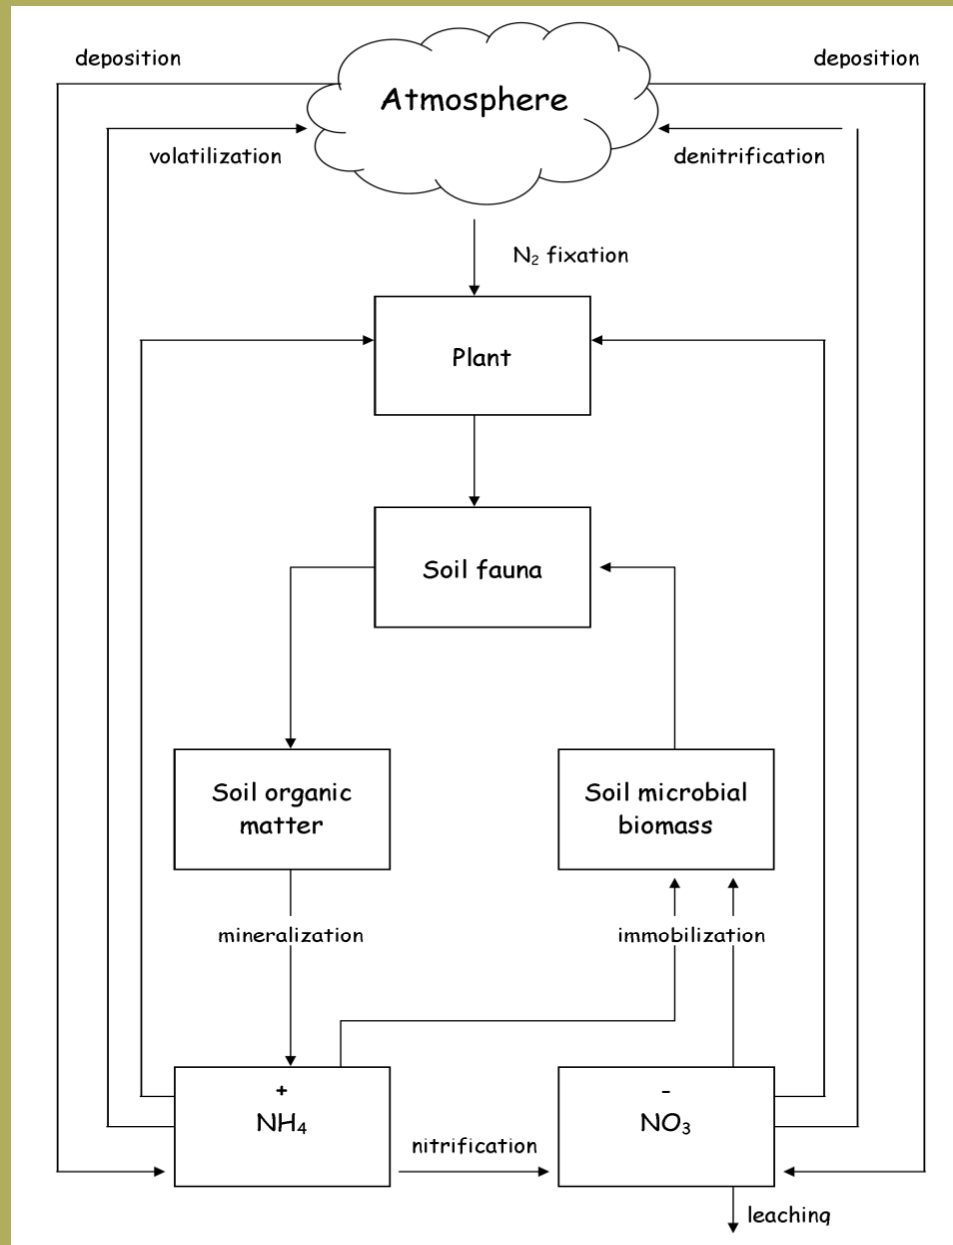 deposition
deposition
Atmosphere
volatilization
denitrification
N₂ fixation
Plant
Soil fauna
Soil organic
matter
Soil microbial
biomass
mineralization
immobilization
+
NH₄
-
NO₃
nitrification
leaching